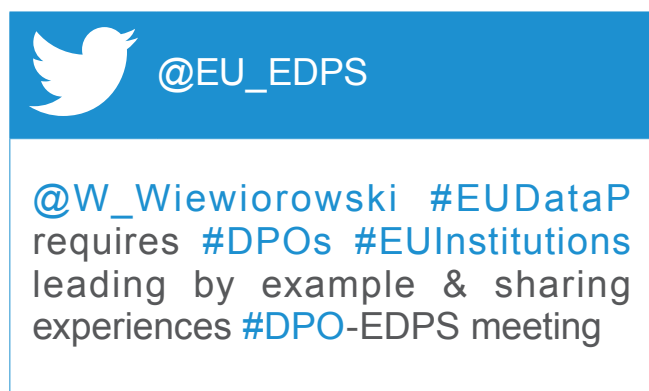 @EU_EDPS
@W_Wiewiorowski #EUDataP
requires #DPOs #EUInstitutions
leading by example & sharing
experiences #DPO-EDPS meeting